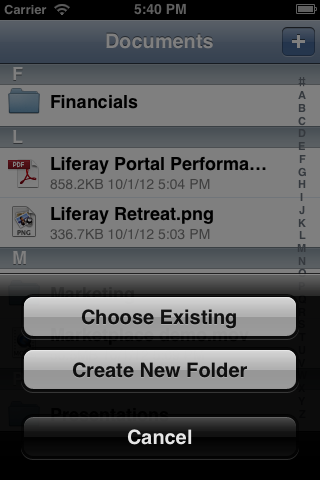 Carrier 5:40 PM
Documents +
F
Financials
L
PDF
Liferay Portal Performa...
858.2KB 10/1/12 5:04 PM
Liferay Retreat.png
PNG
336.7KB 10/1/12 5:03 PM
M
Marketing
Marketplace demo.mov
Choose Existing
Create New Folder
Presentations
Cancel
#
A
B
C
D
E
F
G
H
I
J
K
L
M
N
O